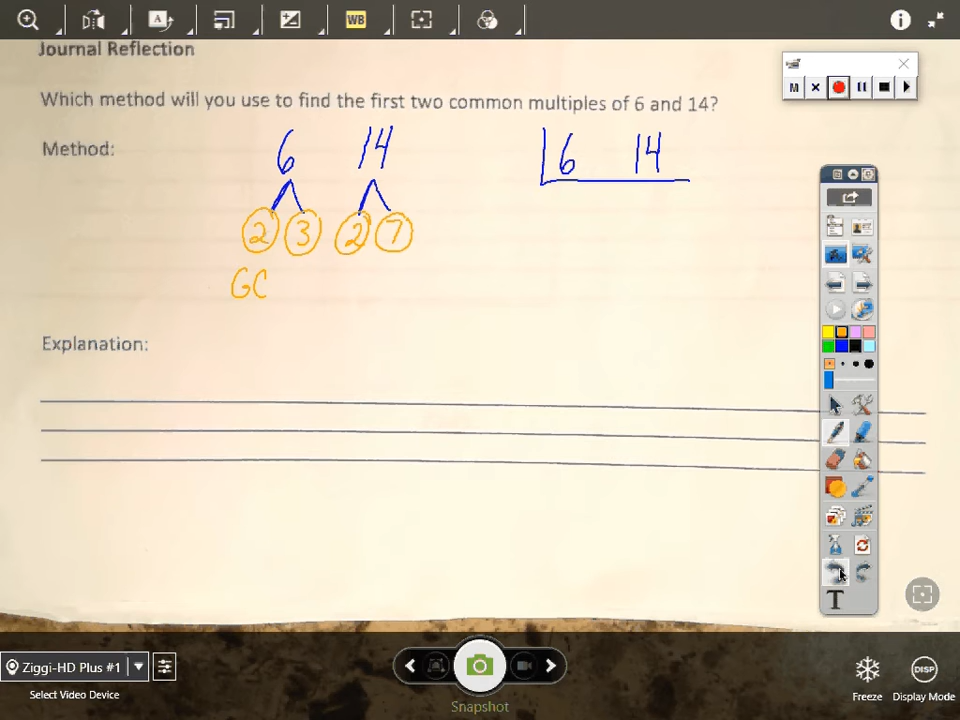 WB
Journal Reflection
M
Which method will you use to find the first two common multiples of 6 and 14?
Method:
6 14
6 14
2 3 2 7
GC
Explanation:
T
Ziggi-HD Plus #1
Select Video Device
Snapshot
Freeze
DISP
Display Mode